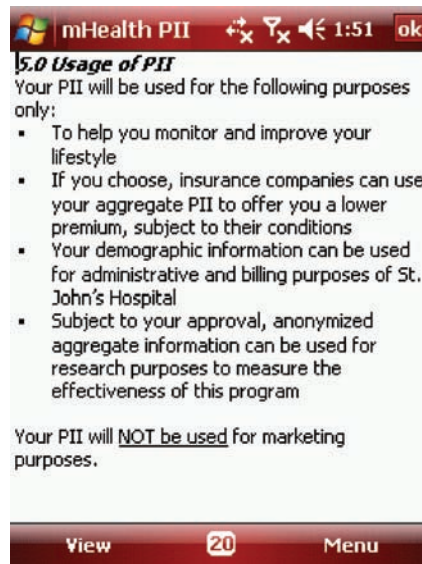 mHealth PII 1:51 ok
5.0 Usage of PII
Your PII will be used for the following purposes
only:
▪ To help you monitor and improve your
lifestyle
▪ If you choose, insurance companies can use
your aggregate PII to offer you a lower
premium, subject to their conditions
▪ Your demographic information can be used
for administrative and billing purposes of St.
John's Hospital
▪ Subject to your approval, anonymized
aggregate information can be used for
research purposes to measure the
effectiveness of this program
Your PII will NOT be used for marketing
purposes.
View 20 Menu